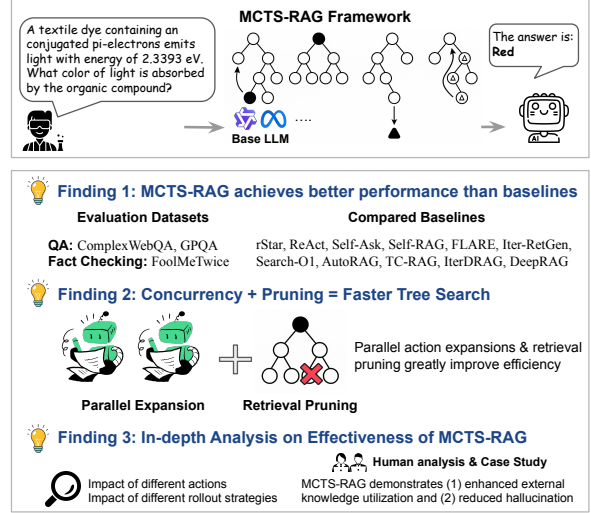 MCTS-RAG Framework
A textile dye containing an
conjugated pi-electrons emits
light with energy of 2.3393 eV.
What color of light is absorbed
by the organic compound?
The answer is:
Red
Base LLM
....
AI
Finding 1: MCTS-RAG achieves better performance than baselines
Evaluation Datasets
Compared Baselines
QA: ComplexWebQA, GPQA
Fact Checking: FoolMeTwice
rStar, ReAct, Self-Ask, Self-RAG, FLARE, Iter-RetGen,
Search-O1, AutoRAG, TC-RAG, IterDRAG, DeepRAG
Finding 2: Concurrency + Pruning = Faster Tree Search
Parallel action expansions & retrieval
pruning greatly improve efficiency
Parallel Expansion
Retrieval Pruning
Finding 3: In-depth Analysis on Effectiveness of MCTS-RAG
Impact of different actions
Impact of different rollout strategies
Human analysis & Case Study
MCTS-RAG demonstrates (1) enhanced external
knowledge utilization and (2) reduced hallucination